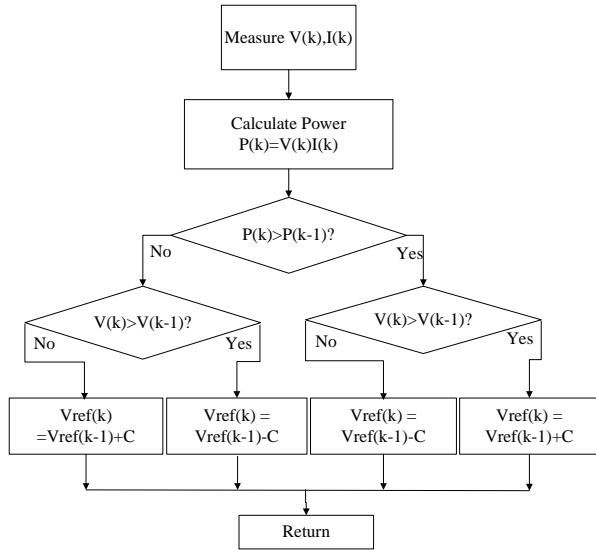 Measure V(k),I(k)
Calculate Power
P(k)=V(k)I(k)
P(k)>P(k-1)?
No
Yes
V(k)>V(k-1)?
No
Yes
V(k)>V(k-1)?
No
Yes
Vref(k)
=Vref(k-1)+C
Vref(k) =
Vref(k-1)-C
Vref(k) =
Vref(k-1)-C
Vref(k) =
Vref(k-1)+C
Return